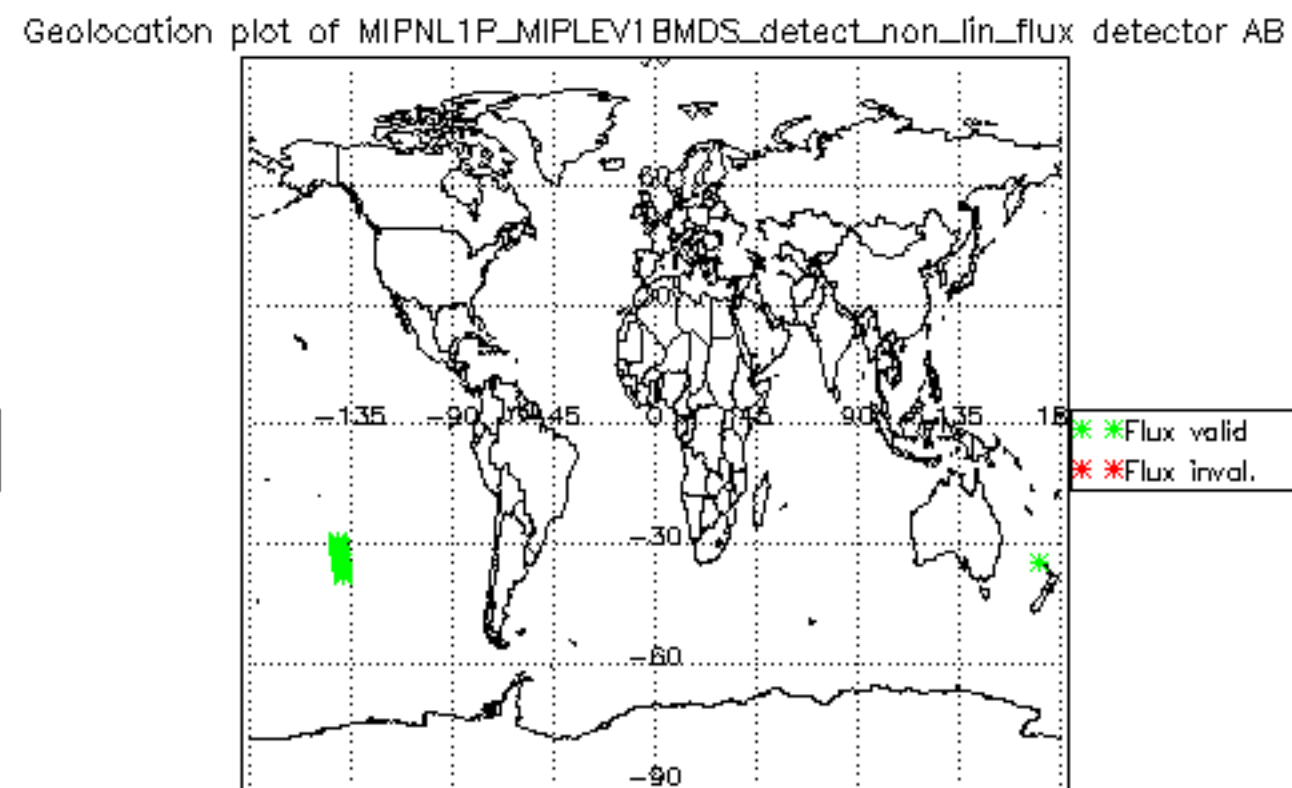 Geolocation plot of MIPNL1P_MIPLEV1BMDS_detect_non_lin_flux detector AB
60
-135 -90 45 0 45 90 135
Flux valid
Flux inval.
-30
-60
-90